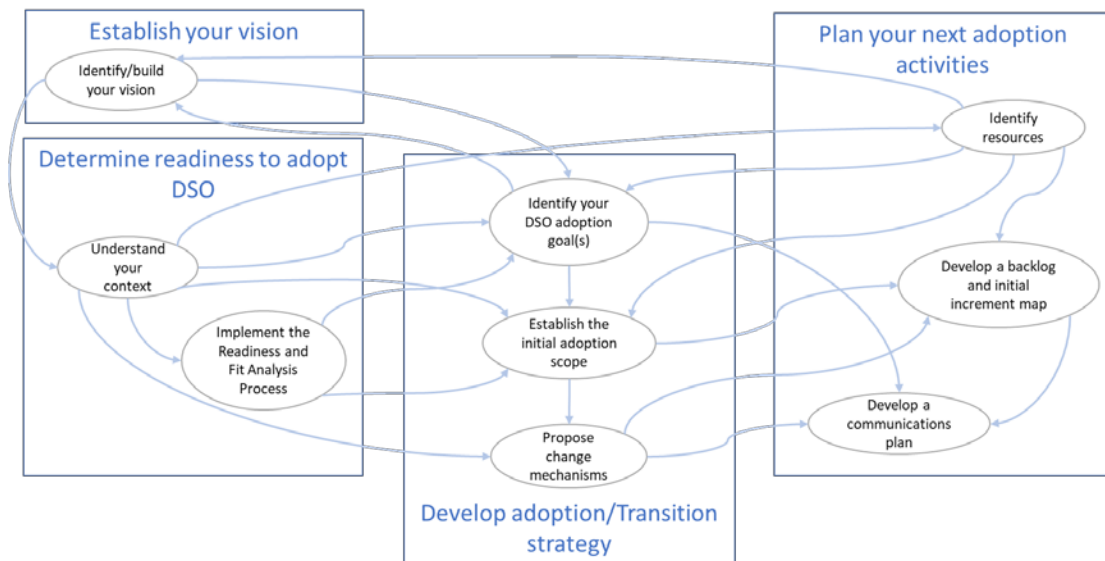 Establish your vision
Identify/build
your vision
Determine readiness to adopt
DSO
Understand
your
context
Implement the
Readiness and
Fit Analysis
Process
Identify your
DSO adoption
goal(s)
Establish the
initial adoption
scope
Propose
change
mechanisms
Develop adoption/Transition
strategy
Plan your next adoption
activities
Identify
resources
Develop a backlog
and initial
increment map
Develop a
communications
plan